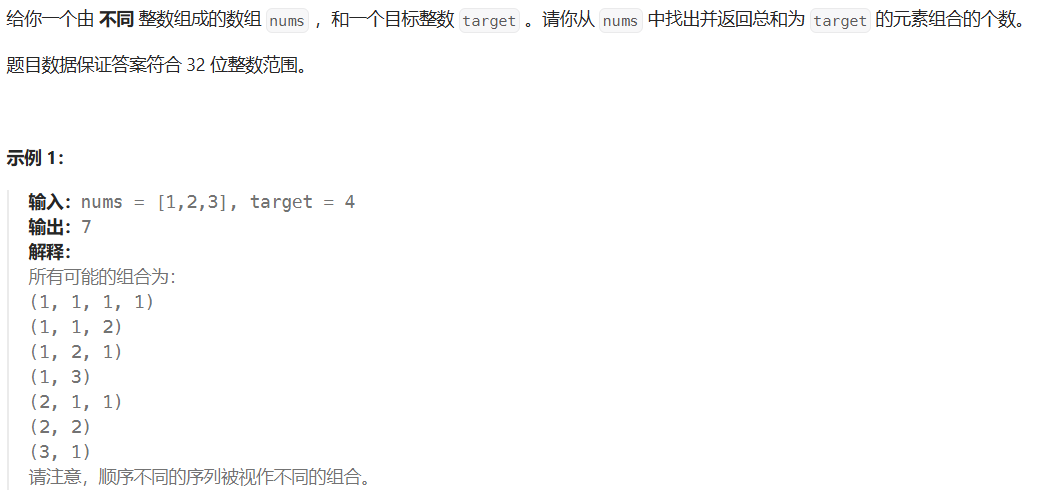 给你一个由 不同 整数组成的数组 nums ，和一个目标整数 target 。请你从 nums 中找出并返回总和为 target 的元素组合的个数。
题目数据保证答案符合 32 位整数范围。
示例 1：
输入：nums = [1,2,3], target = 4
输出：7
解释：
所有可能的组合为：
(1, 1, 1, 1)
(1, 1, 2)
(1, 2, 1)
(1, 3)
(2, 1, 1)
(2, 2)
(3, 1)
请注意，顺序不同的序列被视作不同的组合。